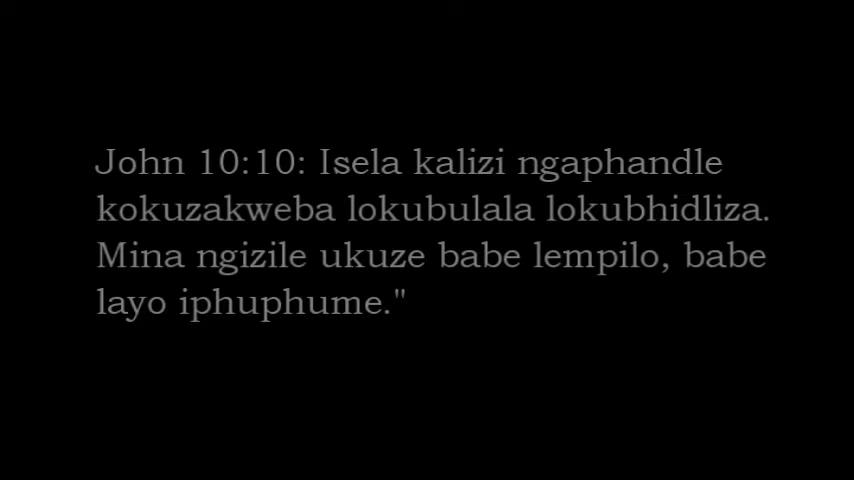 John 10:10: Isela kalizi ngaphandle
kokuzakweba lokubulala lokubhidliza.
Mina ngizile ukuze babe lempilo, babe
layo iphuphume."